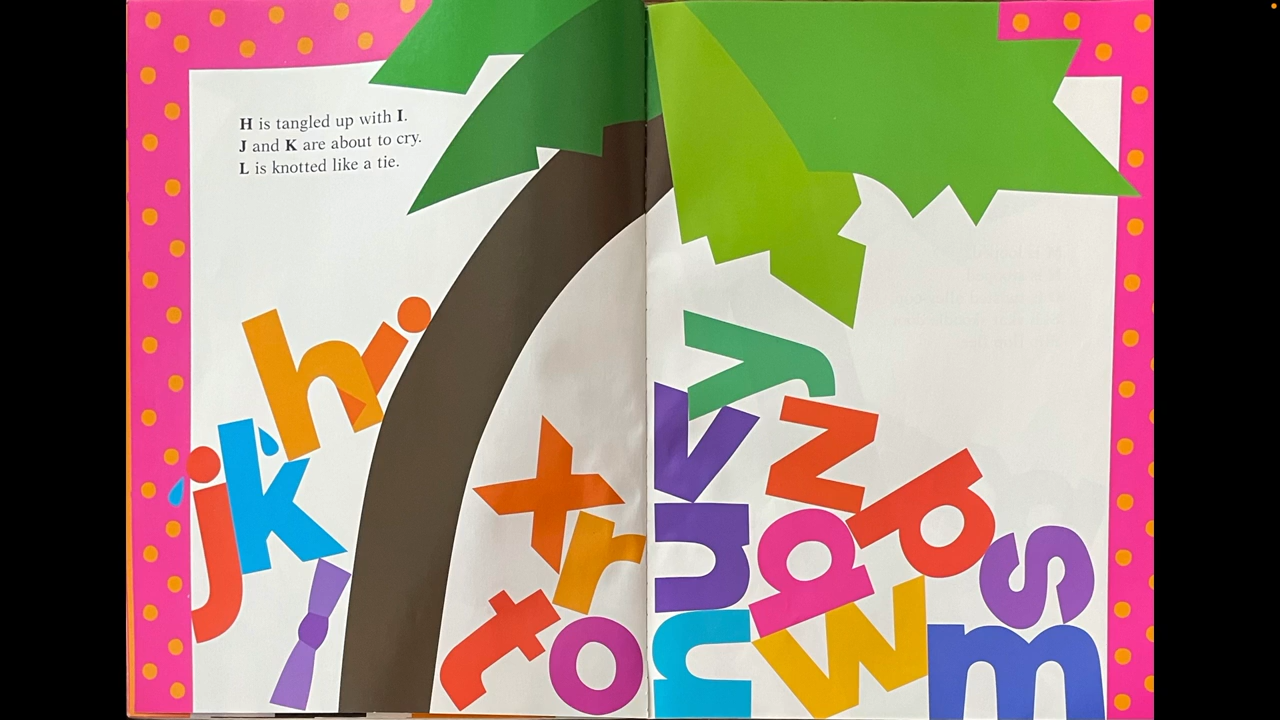 H is tangled up with I.
J and K are about to cry.
L is knotted like a tie.
h i
j k
l
y
x v z p
r u q s
t o n w m